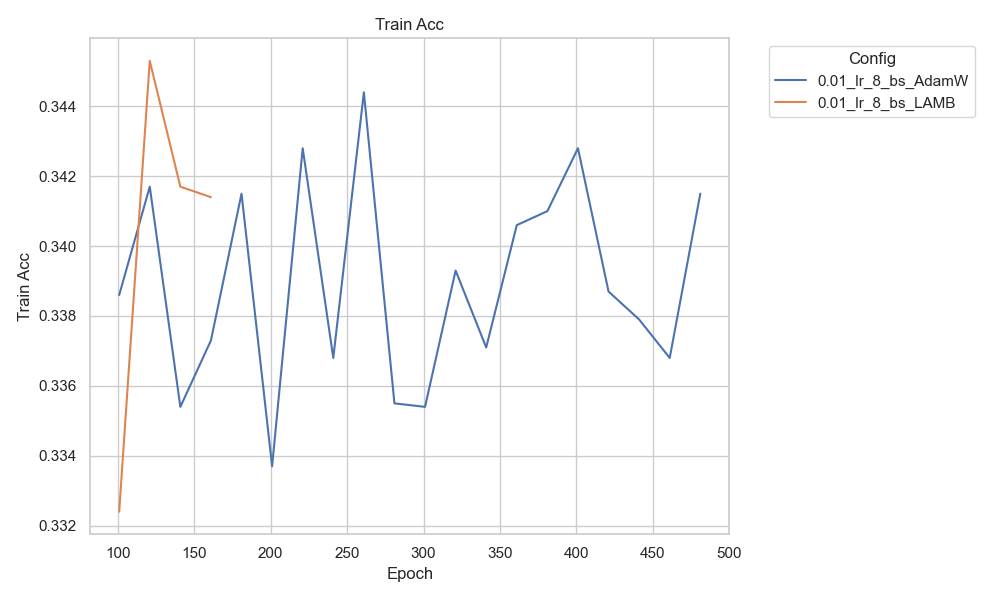 Train Acc
Config
0.01_lr_8_bs_AdamW
0.01_lr_8_bs_LAMB
Train Acc
0.344
0.342
0.340
0.338
0.336
0.334
0.332
100 150 200 250 300 350 400 450 500
Epoch